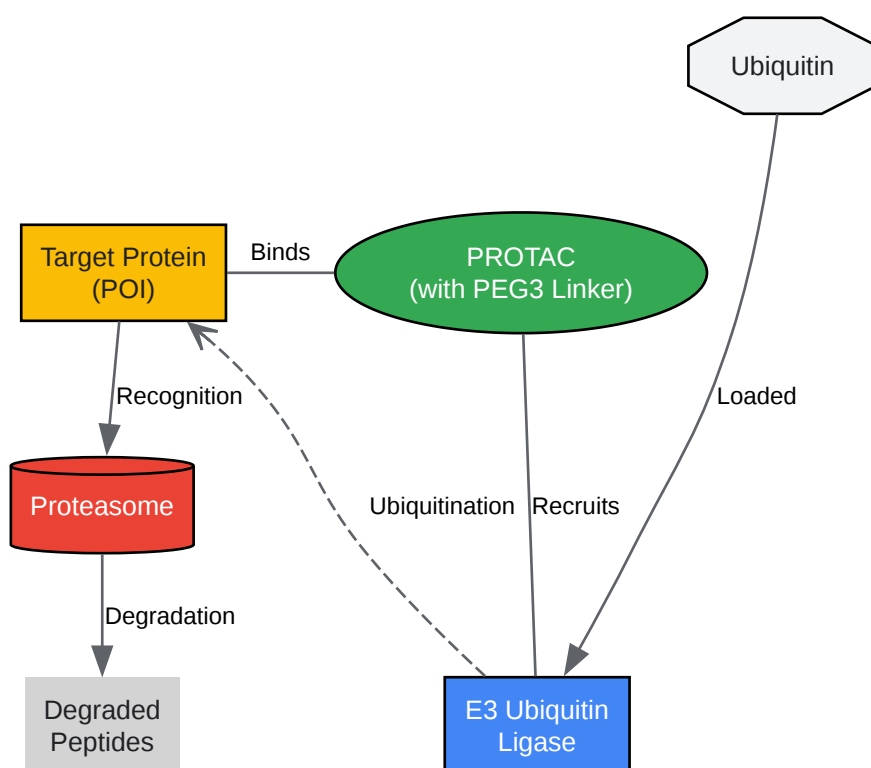 Ubiquitin
Target Protein
(POI)
Binds
PROTAC
(with PEG3 Linker)
Recognition
Loaded
Proteasome
Ubiquitination
Recruits
Degradation
Degraded
Peptides
E3 Ubiquitin
Ligase